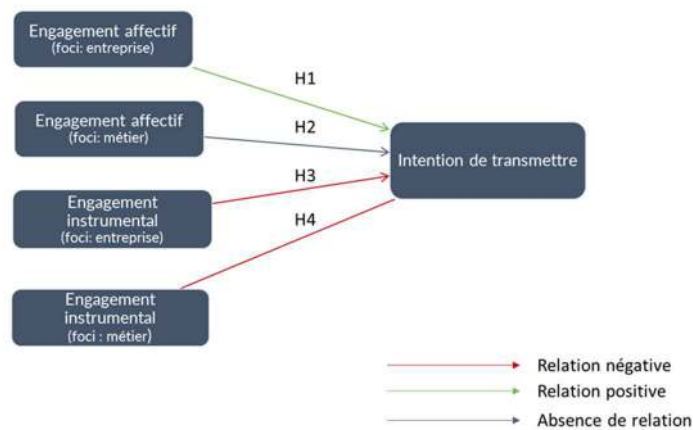 Engagement affectif
(foci: entreprise)
H1
Engagement affectif
(foci: métier)
H2
Intention de transmettre
H3
Engagement
instrumental
(foci: entreprise)
H4
Engagement
instrumental
(foci : métier)
Relation négative
Relation positive
Absence de relation